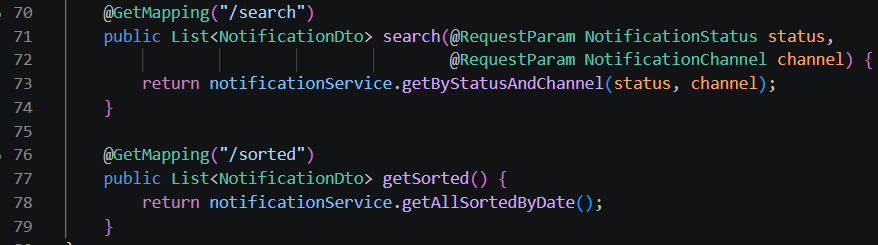 70 @GetMapping("/search")
71 public List<NotificationDto> search(@RequestParam NotificationStatus status,
72 @RequestParam NotificationChannel channel) {
73 return notificationService.getByStatusAndChannel(status, channel);
74 }
75
76 @GetMapping("/sorted")
77 public List<NotificationDto> getSorted() {
78 return notificationService.getAllSortedByDate();
79 }